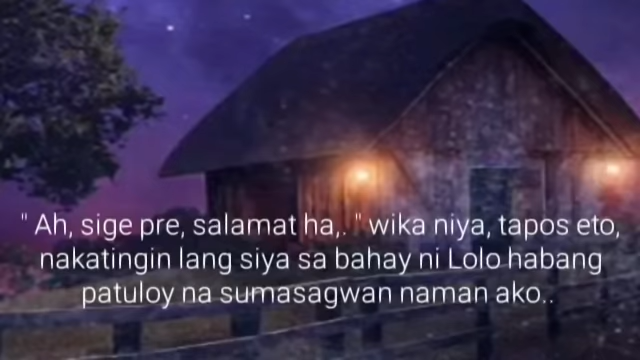 " Ah, sige pre, salamat ha,. " wika niya, tapos eto,
nakatingin lang siya sa bahay ni Lolo habang
patuloy na sumasagwan naman ako..